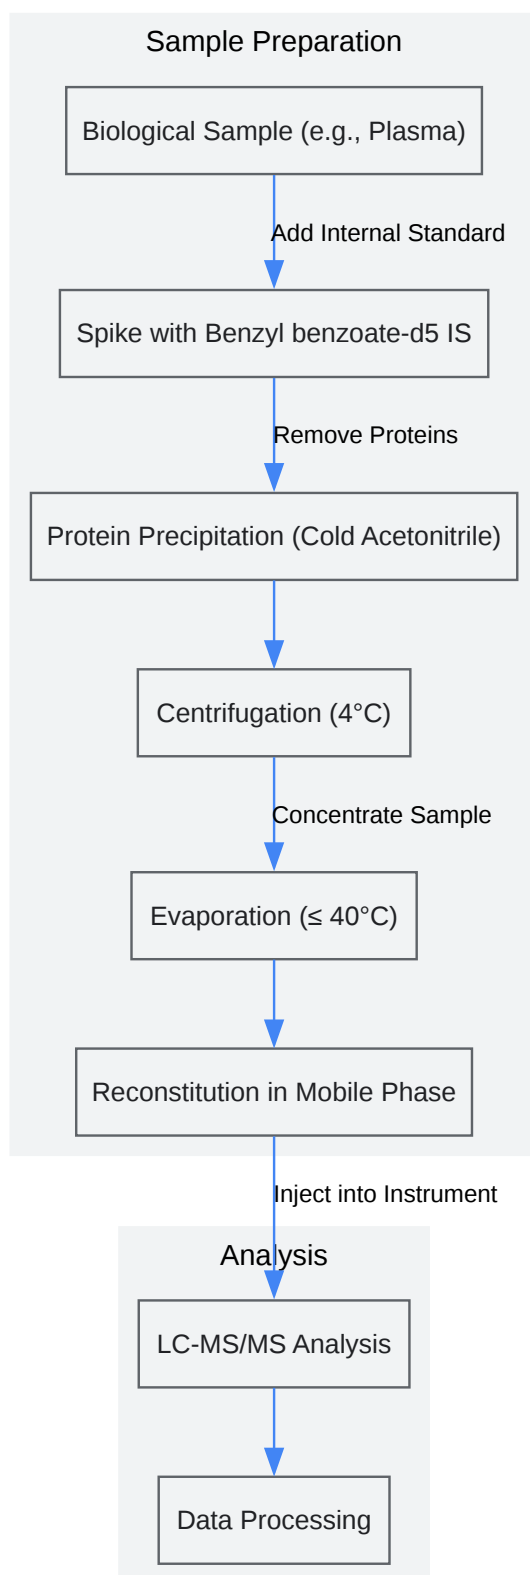 Sample Preparation
Biological Sample (e.g., Plasma)
Add Internal Standard
Spike with Benzyl benzoate-d5 IS
Remove Proteins
Protein Precipitation (Cold Acetonitrile)
Centrifugation (4°C)
Concentrate Sample
Evaporation (≤ 40°C)
Reconstitution in Mobile Phase
Inject into Instrument
Analysis
LC-MS/MS Analysis
Data Processing